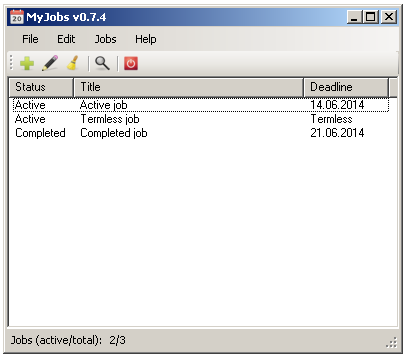 20 MyJobs v0.7.4
File Edit Jobs Help
Status Title Deadline
Active Active job 14.06.2014
Active Termless job Termless
Completed Completed job 21.06.2014
Jobs (active/total): 2/3